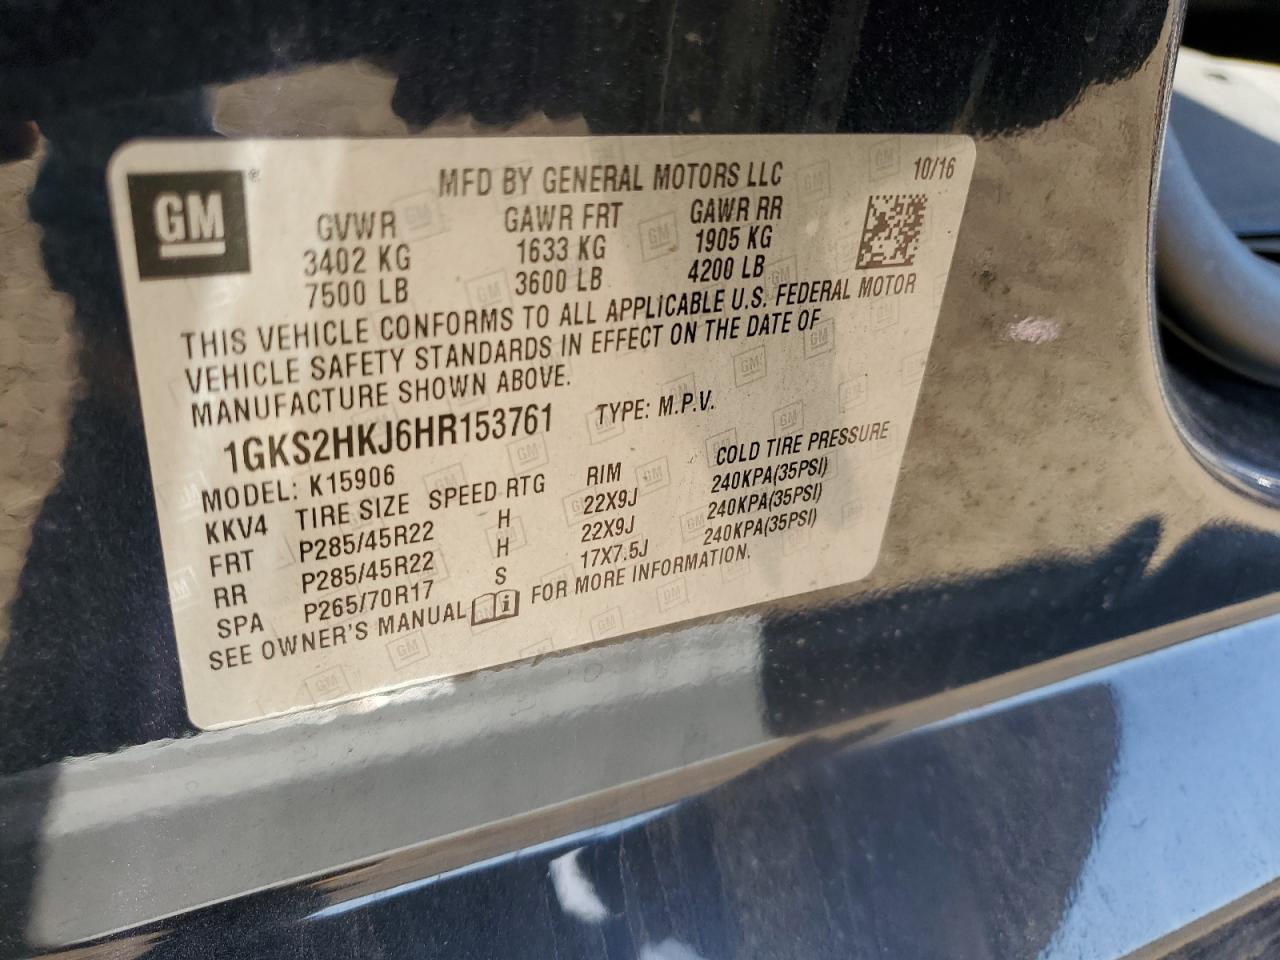 GM®
MFD BY GENERAL MOTORS LLC 10/16
GVWR GAWR FRT GAWR RR
3402 KG 1633 KG 1905 KG
7500 LB 3600 LB 4200 LB
THIS VEHICLE CONFORMS TO ALL APPLICABLE U.S. FEDERAL MOTOR
VEHICLE SAFETY STANDARDS IN EFFECT ON THE DATE OF
MANUFACTURE SHOWN ABOVE.
1GKS2HKJ6HR153761 TYPE: M.P.V.
MODEL: K15906
KKV4 TIRE SIZE SPEED RTG RIM COLD TIRE PRESSURE
FRT P285/45R22 H 22X9J 240KPA(35PSI)
RR P285/45R22 H 22X9J 240KPA(35PSI)
SPA P265/70R17 S 17X7.5J 240KPA(35PSI)
SEE OWNER'S MANUAL FOR MORE INFORMATION.